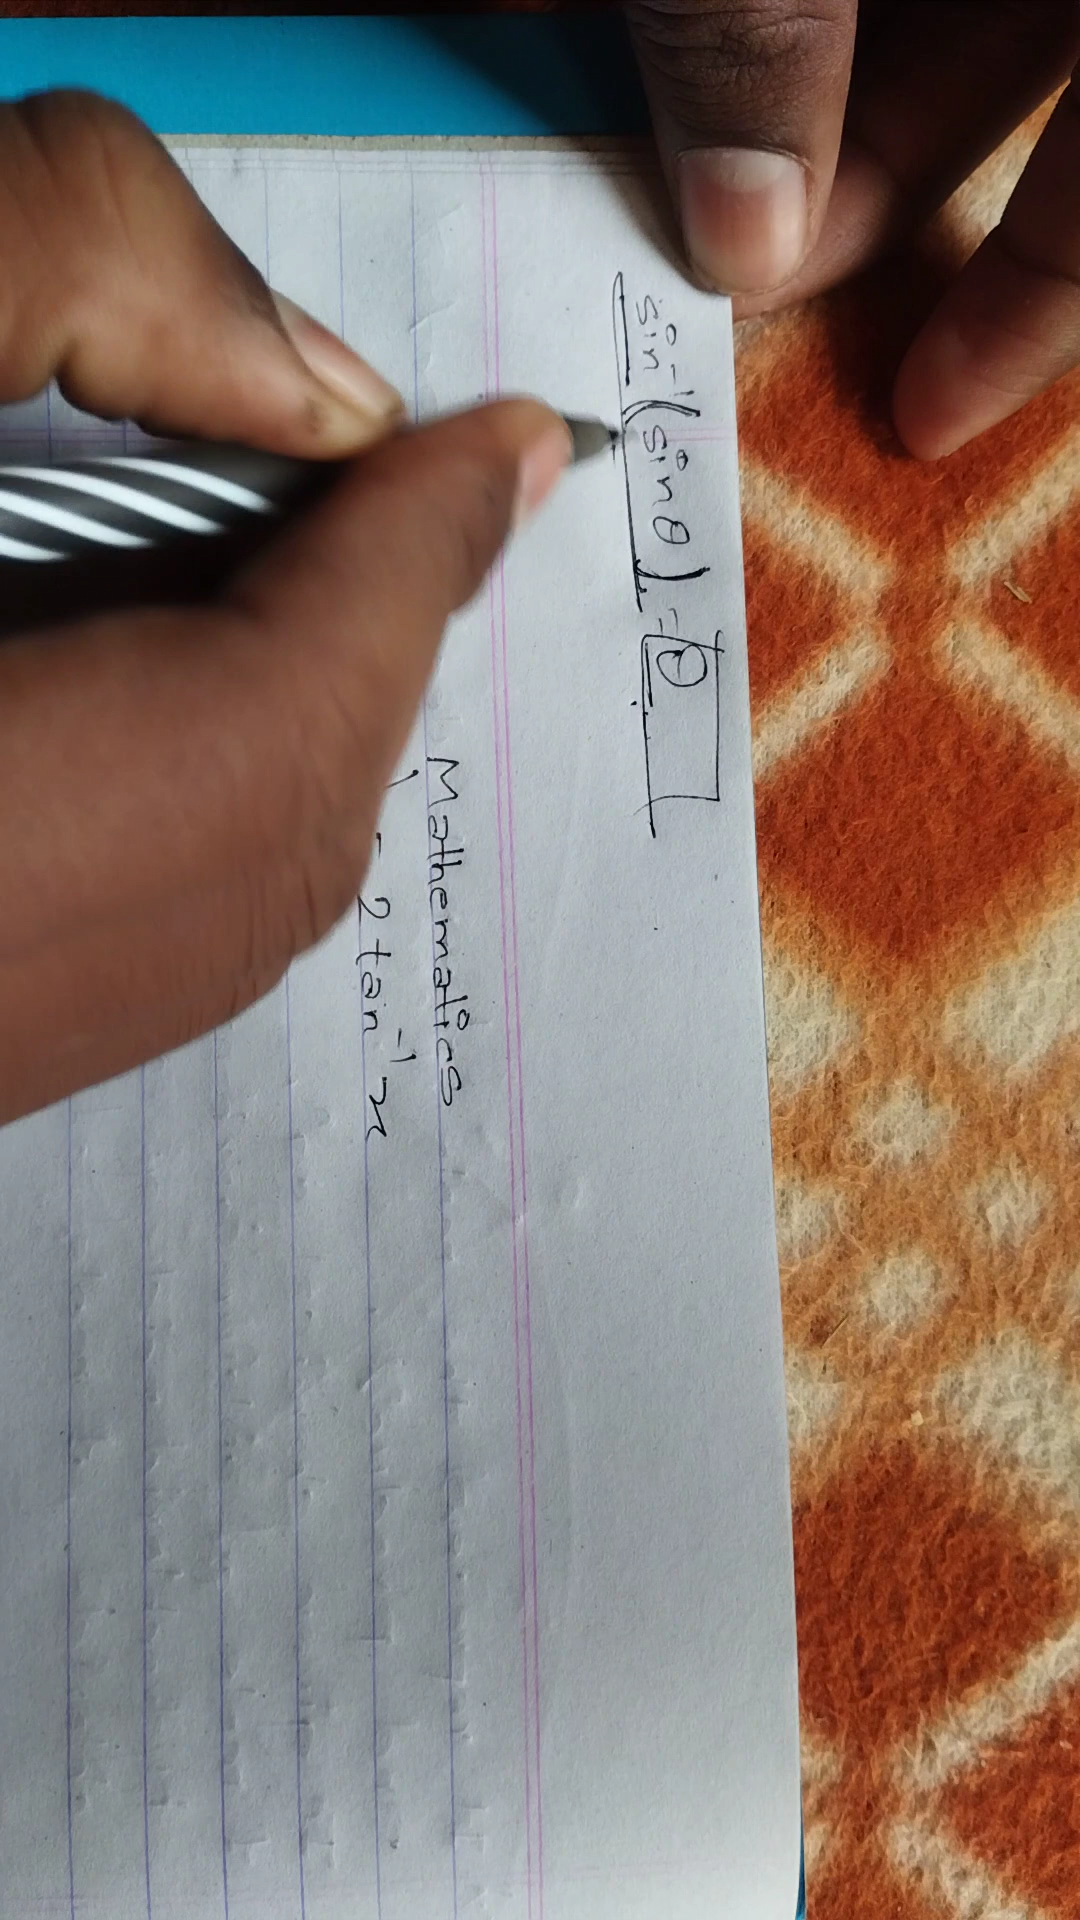 sin⁻¹(sinθ) = θ
Mathematics
) = 2tan⁻¹x